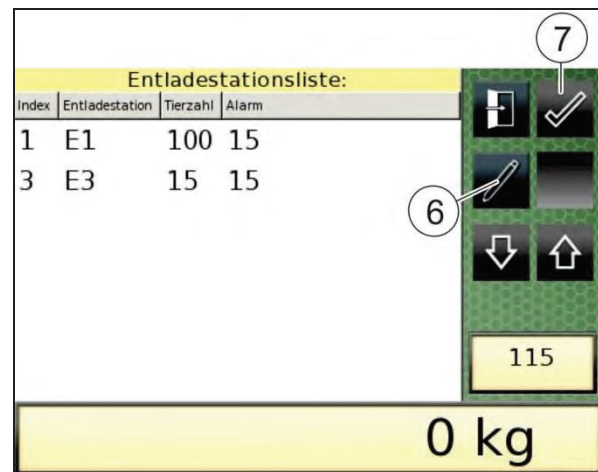 7
Entladestationsliste:
Index Entladestation Tierzahl Alarm
1 E1 100 15
3 E3 15 15
6
115
0 kg